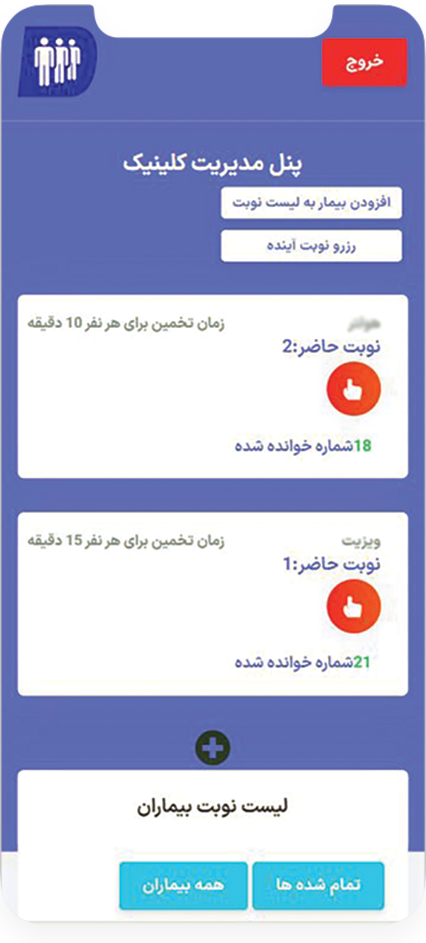 خروج
پنل مدیریت کلینیک
افزودن بیمار به لیست نوبت
رزرو نوبت آینده
زمان تخمین برای هر نفر 10 دقیقه
نوبت حاضر:2
18شماره خوانده شده
ویزیت
زمان تخمین برای هر نفر 15 دقیقه
نوبت حاضر:1
21شماره خوانده شده
لیست نوبت بیماران
تمام شده ها
همه بیماران